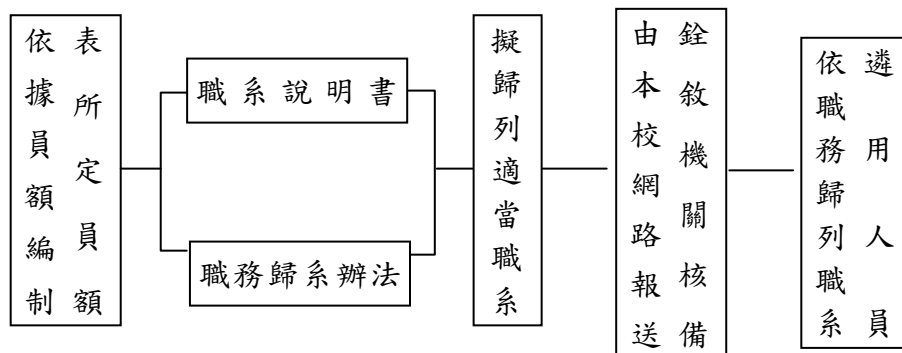 依據員額編制
表所定員額
職系說明書
職務歸系辦法
擬歸列適當職系
由本校網路報送
銓敘機關核備
依職務歸列職系
遴用人員